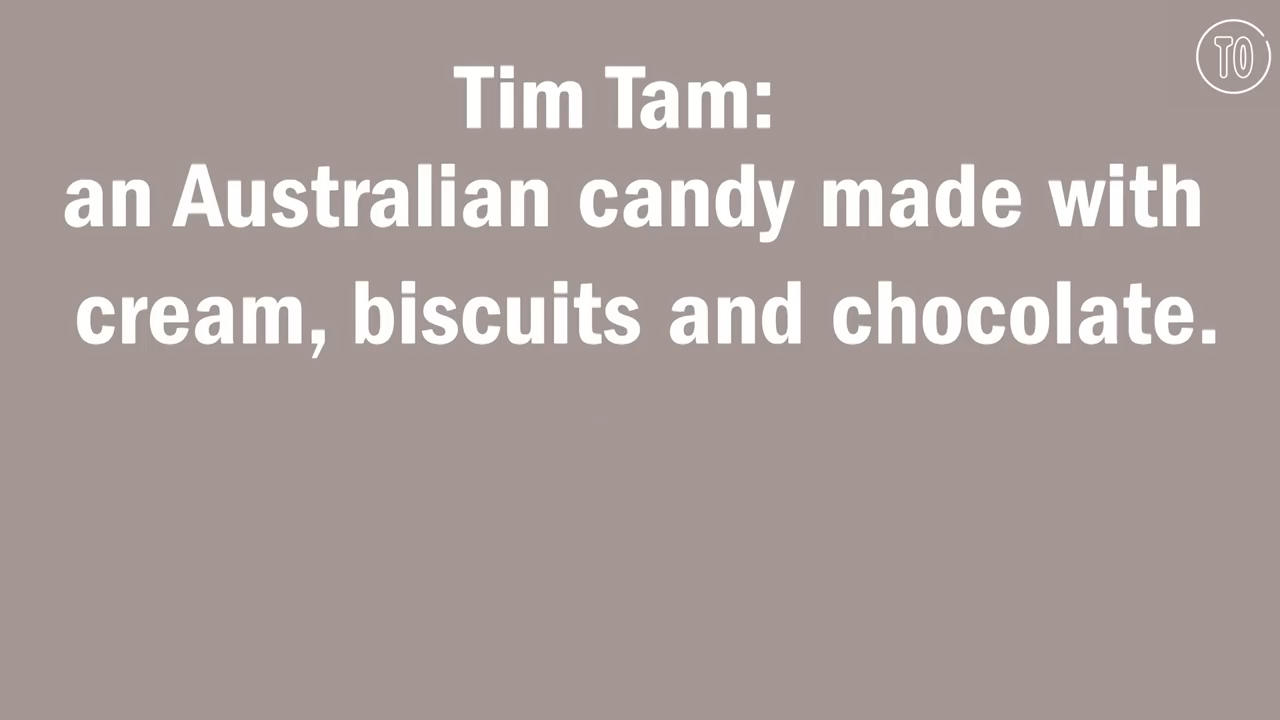 TO
Tim Tam:
an Australian candy made with
cream, biscuits and chocolate.